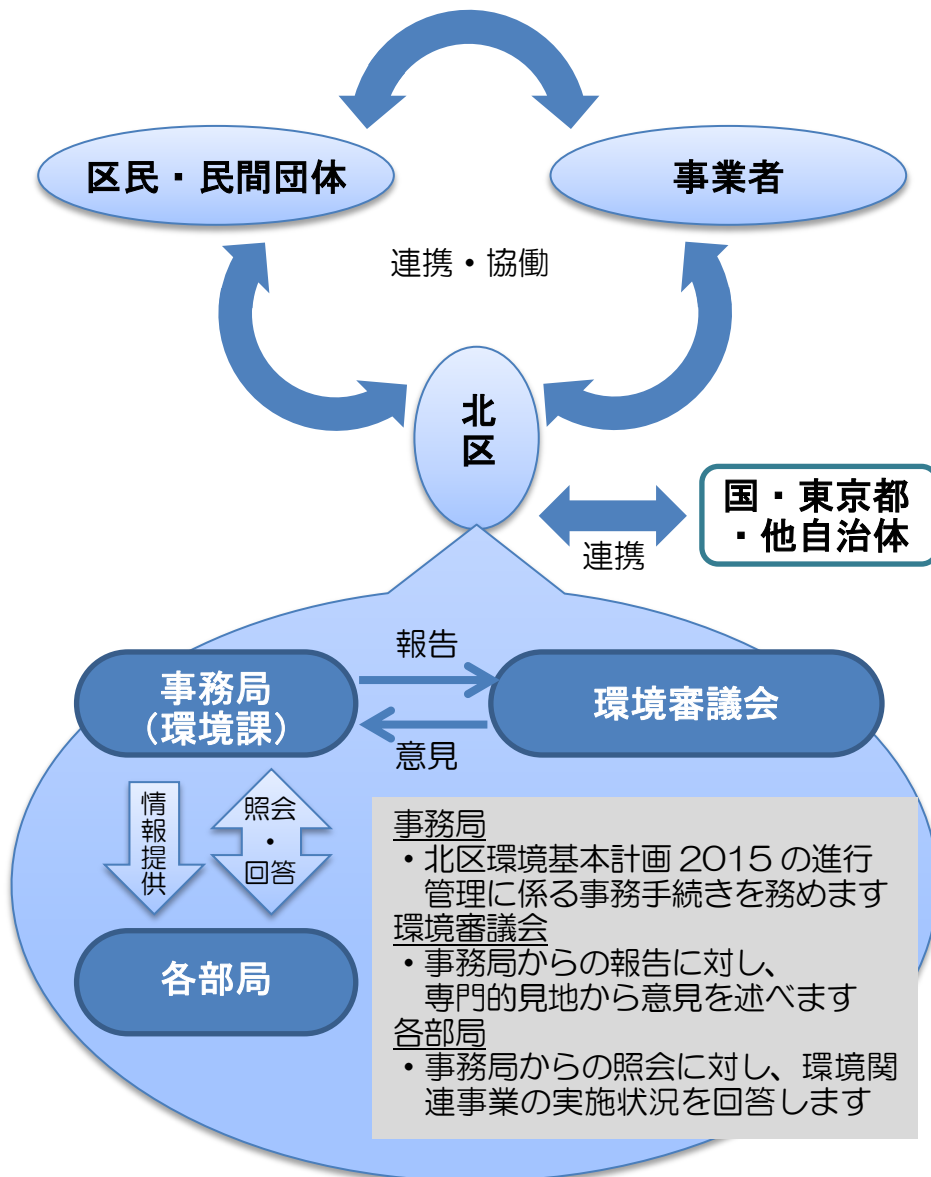 区民・民間団体
事業者
連携・協働
北
区
国・東京都
・他自治体
連携
報告
事務局
(環境課)
環境審議会
意見
情報提供
照会
・
回答
各部局
事務局
・北区環境基本計画 2015 の進行
管理に係る事務手続きを務めます
環境審議会
・事務局からの報告に対し、
専門的見地から意見を述べます
各部局
・事務局からの照会に対し、環境関
連事業の実施状況を回答します